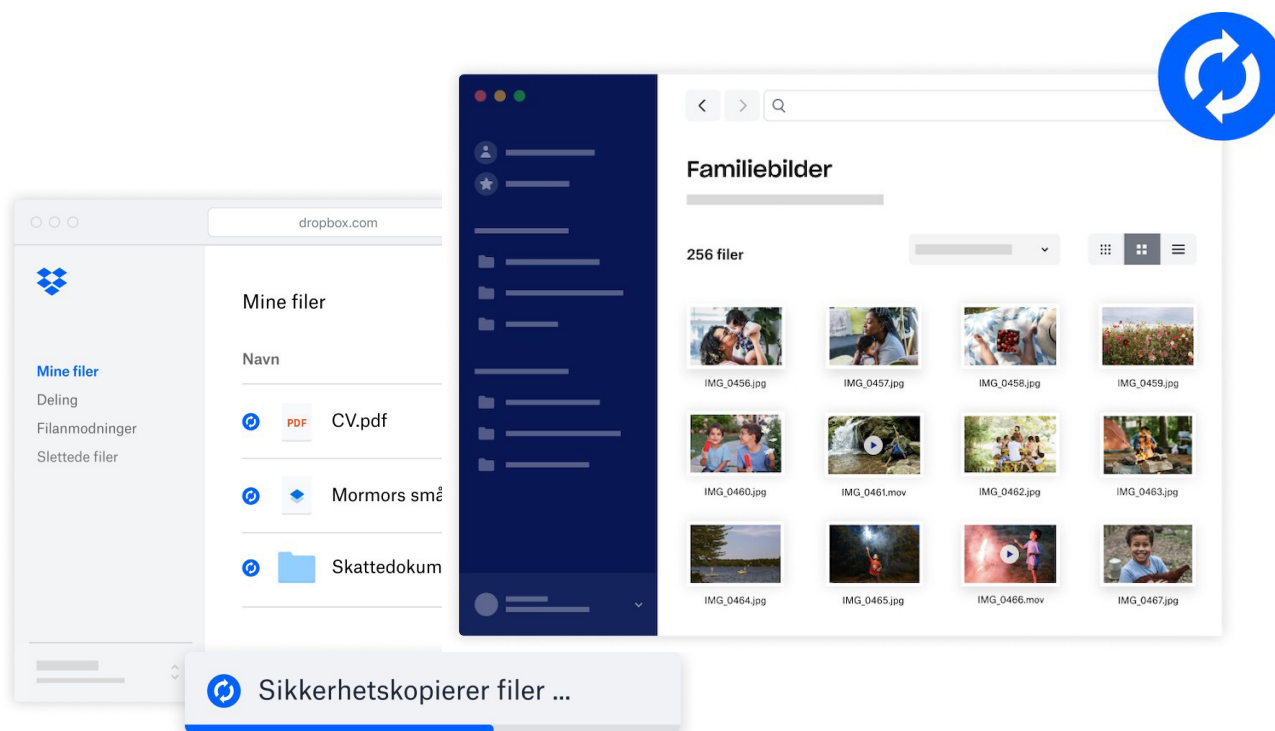 dropbox.com
Mine filer
Navn
Mine filer
Deling
Filanmodninger
Slettede filer
PDF
CV.pdf
Mormors små
Skattedokum
Familiebilder
256 filer
IMG_0456.jpg
IMG_0457.jpg
IMG_0458.jpg
IMG_0459.jpg
IMG_0460.jpg
IMG_0461.mov
IMG_0462.jpg
IMG_0463.jpg
IMG_0464.jpg
IMG_0465.jpg
IMG_0466.mov
IMG_0467.jpg
Sikkerhetskopierer filer ...